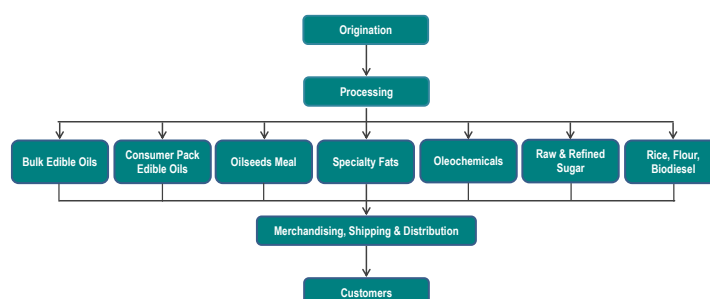 Origination
Processing
Bulk Edible Oils
Consumer Pack
Edible Oils
Oilseeds Meal
Specialty Fats
Oleochemicals
Raw & Refined
Sugar
Rice, Flour,
Biodiesel
Merchandising, Shipping & Distribution
Customers